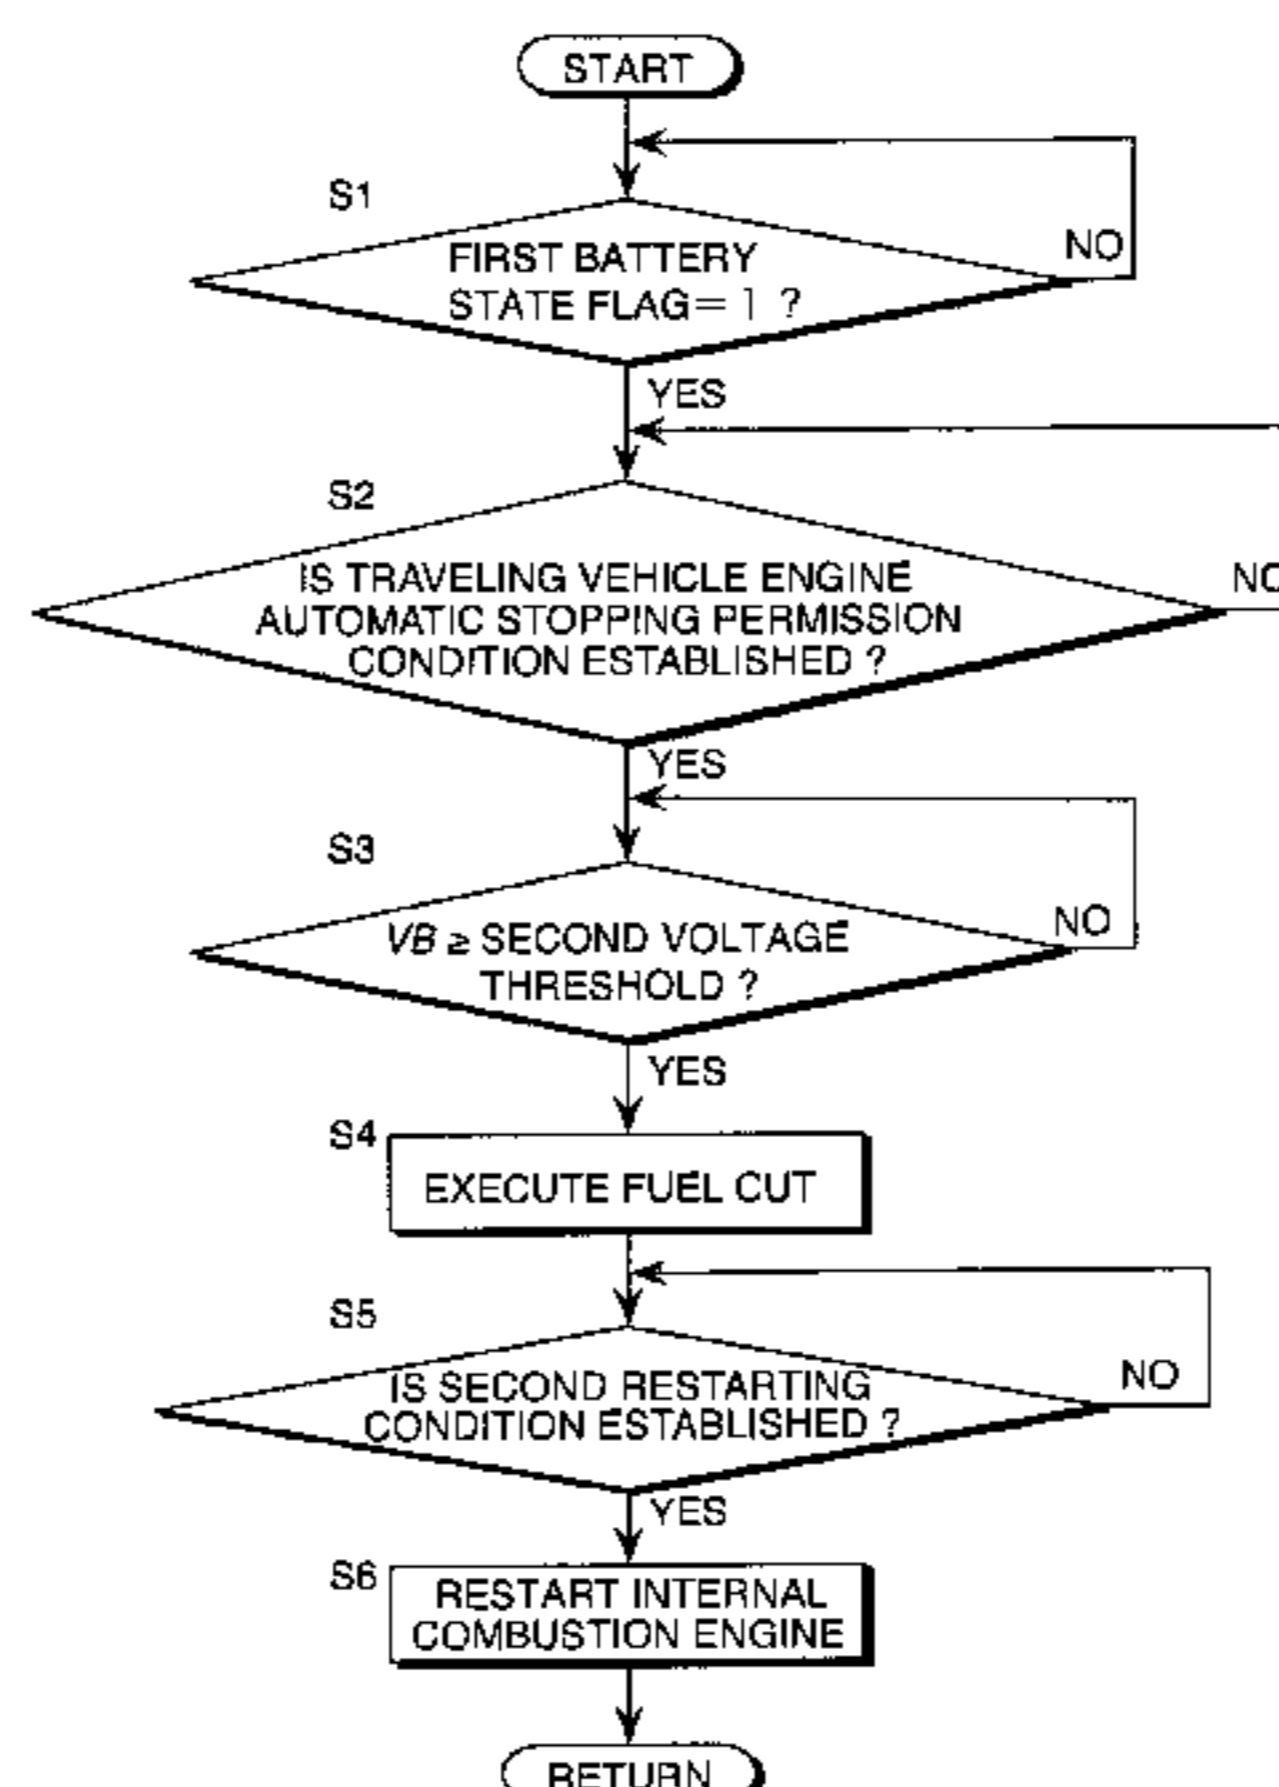 START
S1
FIRST BATTERY
STATE FLAG = 1 ?
NO
YES
S2
IS TRAVELING VEHICLE ENGINE
AUTOMATIC STOPPING PERMISSION
CONDITION ESTABLISHED ?
NO
YES
S3
VB ≥ SECOND VOLTAGE
THRESHOLD ?
NO
YES
S4
EXECUTE FUEL CUT
S5
IS SECOND RESTARTING
CONDITION ESTABLISHED ?
NO
YES
S6
RESTART INTERNAL
COMBUSTION ENGINE
RETURN